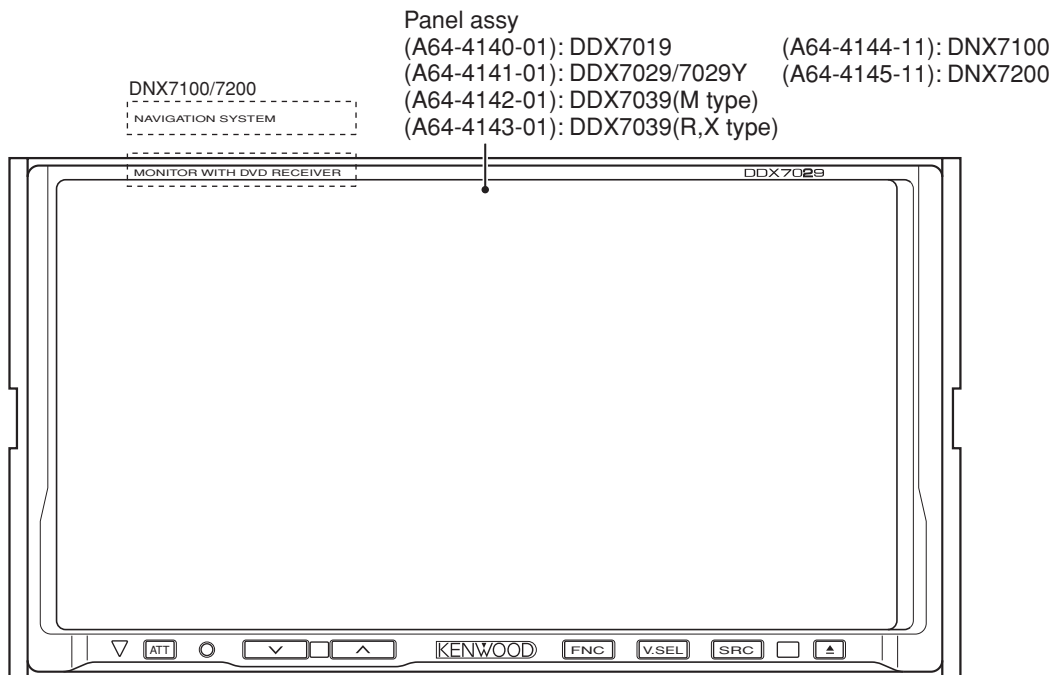 Panel assy
(A64-4140-01): DDX7019 (A64-4144-11): DNX7100
(A64-4141-01): DDX7029/7029Y (A64-4145-11): DNX7200
(A64-4142-01): DDX7039(M type)
(A64-4143-01): DDX7039(R,X type)
DNX7100/7200
NAVIGATION SYSTEM
MONITOR WITH DVD RECEIVER DDX7029
ATT KENWOOD FNC V.SEL SRC